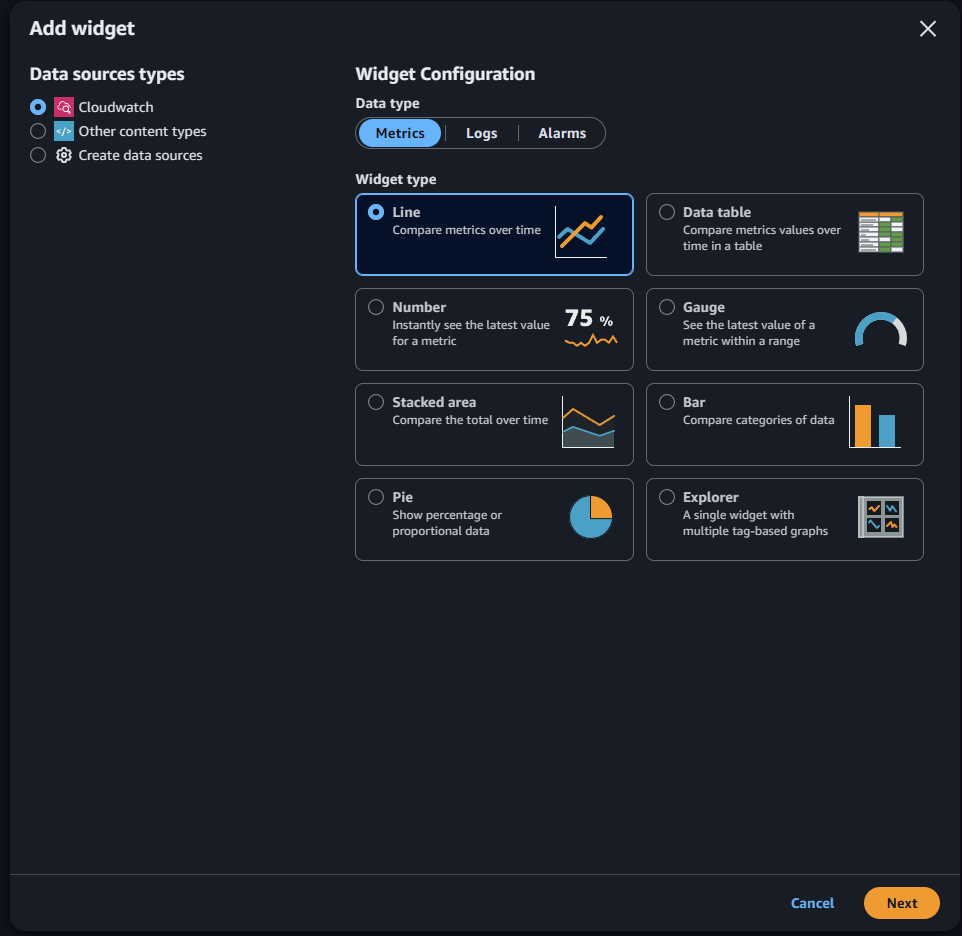 Add widget
Data sources types
Cloudwatch
</> Other content types
Create data sources
Widget Configuration
Data type
Metrics
Logs
Alarms
Widget type
Line
Compare metrics over time
Data table
Compare metrics values over
time in a table
Number
Instantly see the latest value
for a metric
75 %
Gauge
See the latest value of a
metric within a range
Stacked area
Compare the total over time
Bar
Compare categories of data
Pie
Show percentage or
proportional data
Explorer
A single widget with
multiple tag-based graphs
Cancel
Next